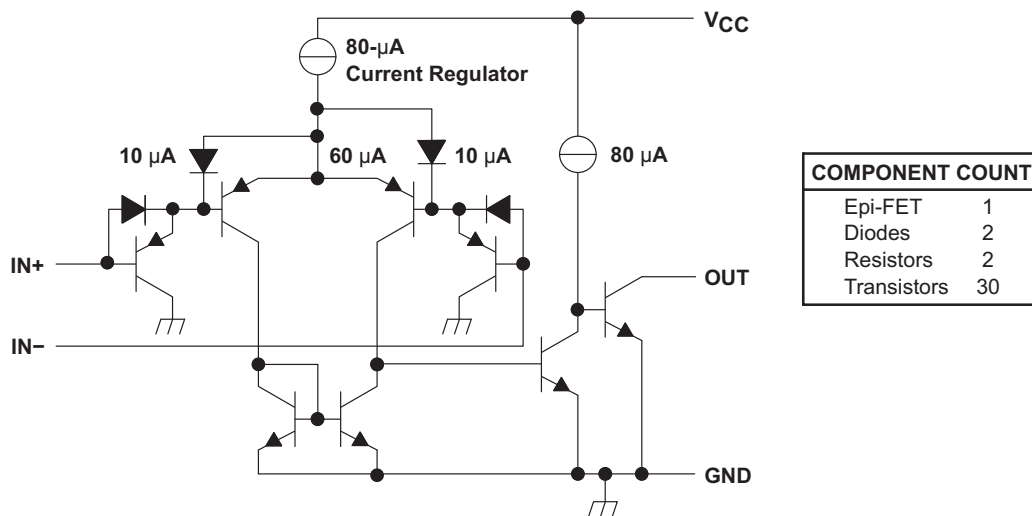 VCC
80-µA
Current Regulator
10 µA
60 µA
10 µA
80 µA
IN+
OUT
IN−
GND
COMPONENT COUNT
Epi-FET 1
Diodes 2
Resistors 2
Transistors 30